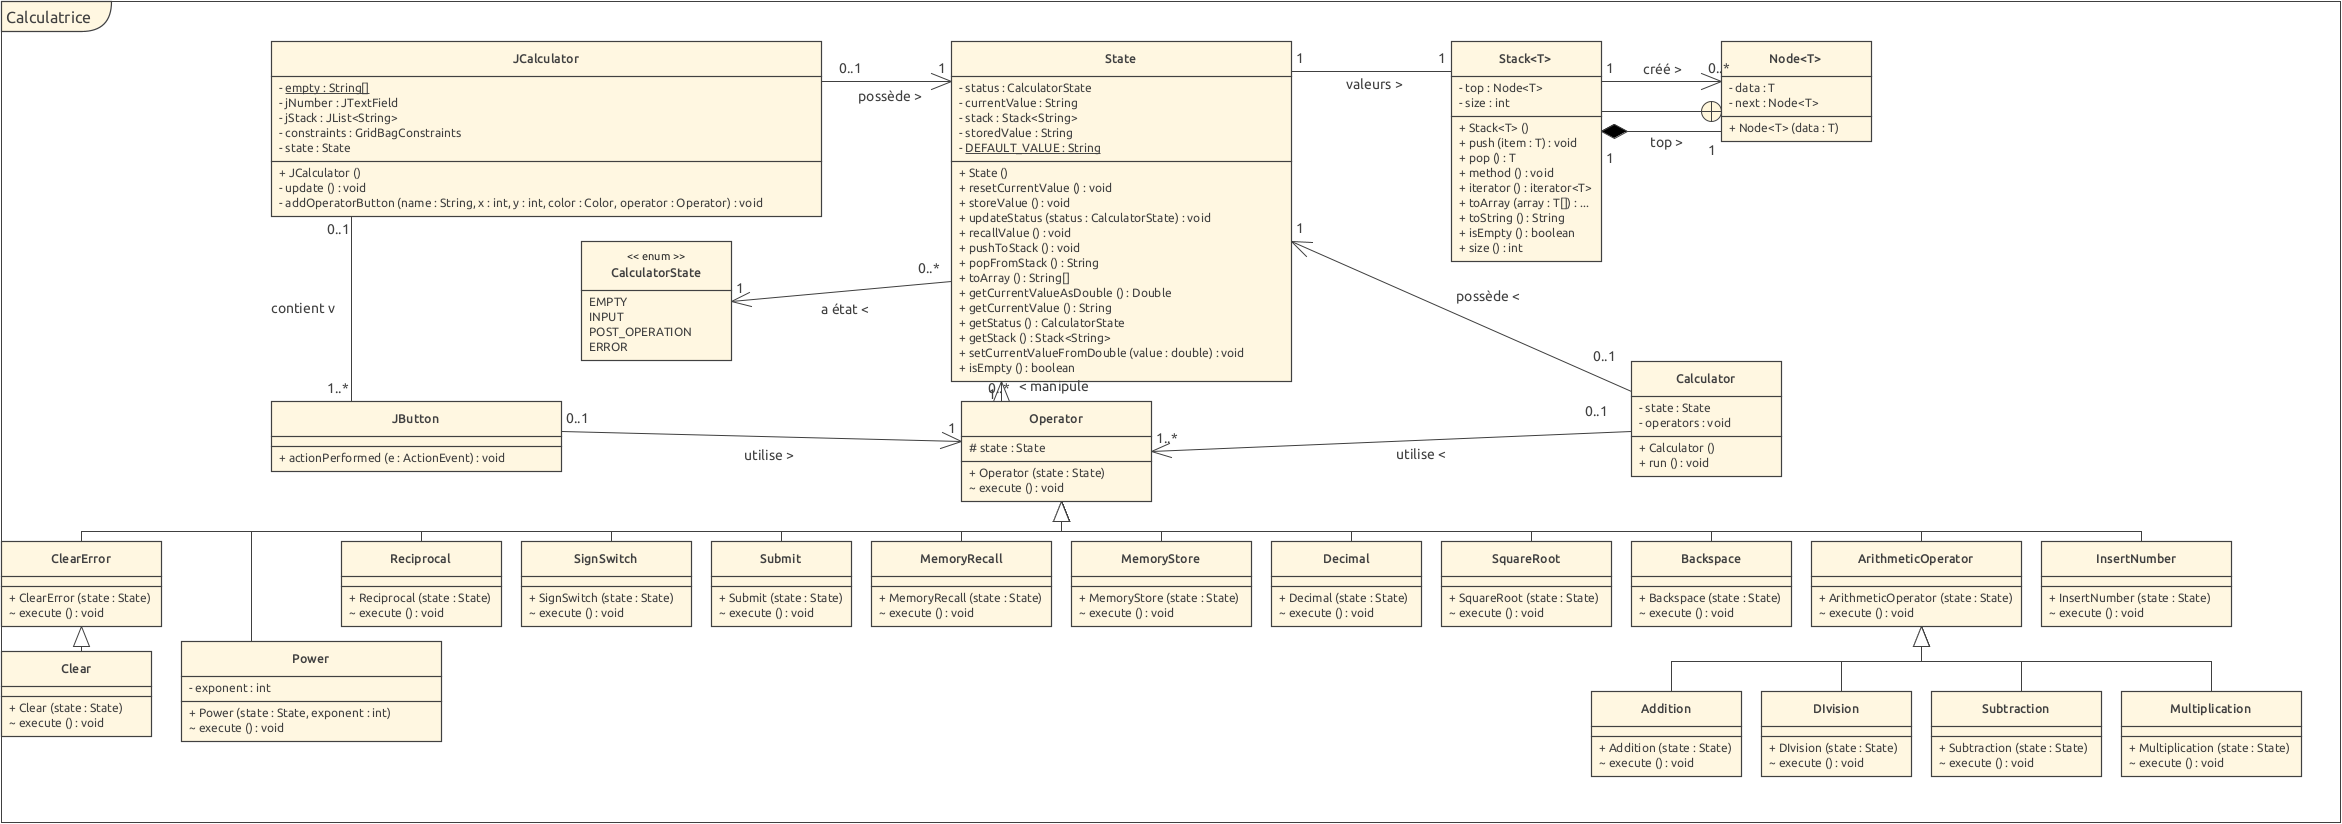 Calculatrice
JCalculator
- empty : String[]
- jNumber : JTextField
- jStack : JList<String>
- constraints : GridBagConstraints
- state : State
+ JCalculator ()
- update () : void
- addOperatorButton (name : String, x : int, y : int, color : Color, operator : Operator) : void
0..1
1
possède >
State
- status : CalculatorState
- currentValue : String
- stack : Stack<String>
- storedValue : String
- DEFAULT_VALUE : String
+ State ()
+ resetCurrentValue () : void
+ storeValue () : void
+ updateStatus (status : CalculatorState) : void
+ recallValue () : void
+ pushToStack () : void
+ popFromStack () : String
+ toArray () : String[]
+ getCurrentValueAsDouble () : Double
+ getCurrentValue () : String
+ getStatus () : CalculatorState
+ getStack () : Stack<String>
+ setCurrentValueFromDouble (value : double) : void
+ isEmpty () : boolean
1
1
valeurs >
Stack<T>
- top : Node<T>
- size : int
+ Stack<T> ()
+ push (item : T) : void
+ pop () : T
+ method () : void
+ iterator () : iterator<T>
+ toArray (array : T[]) : ...
+ toString () : String
+ isEmpty () : boolean
+ size () : int
1
créé >
0..*
top >
1
1
Node<T>
- data : T
- next : Node<T>
+ Node<T> (data : T)
0..1
contient v
1..*
<< enum >>
CalculatorState
EMPTY
INPUT
POST_OPERATION
ERROR
0..*
1
a état <
1
possède <
0..1
0..*
1
< manipule
JButton
+ actionPerformed (e : ActionEvent) : void
0..1
1
utilise >
Operator
# state : State
+ Operator (state : State)
~ execute () : void
1..*
utilise <
0..1
Calculator
- state : State
- operators : void
+ Calculator ()
+ run () : void
ClearError
+ ClearError (state : State)
~ execute () : void
Reciprocal
+ Reciprocal (state : State)
~ execute () : void
SignSwitch
+ SignSwitch (state : State)
~ execute () : void
Submit
+ Submit (state : State)
~ execute () : void
MemoryRecall
+ MemoryRecall (state : State)
~ execute () : void
MemoryStore
+ MemoryStore (state : State)
~ execute () : void
Decimal
+ Decimal (state : State)
~ execute () : void
SquareRoot
+ SquareRoot (state : State)
~ execute () : void
Backspace
+ Backspace (state : State)
~ execute () : void
ArithmeticOperator
+ ArithmeticOperator (state : State)
~ execute () : void
InsertNumber
+ InsertNumber (state : State)
~ execute () : void
Clear
+ Clear (state : State)
~ execute () : void
Power
- exponent : int
+ Power (state : State, exponent : int)
~ execute () : void
Addition
+ Addition (state : State)
~ execute () : void
DIvision
+ DIvision (state : State)
~ execute () : void
Subtraction
+ Subtraction (state : State)
~ execute () : void
Multiplication
+ Multiplication (state : State)
~ execute () : void